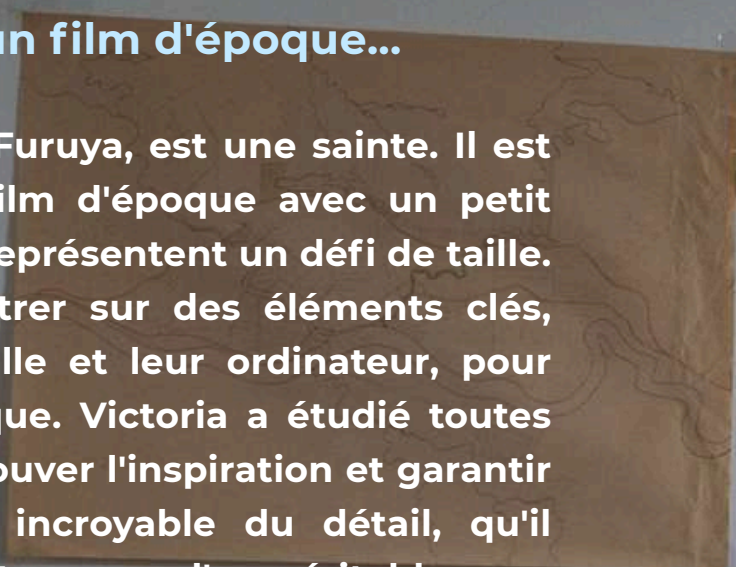 un film d'époque...
Furuya, est une sainte. Il est
film d'époque avec un petit
représentent un défi de taille.
trer sur des éléments clés,
lle et leur ordinateur, pour
que. Victoria a étudié toutes
ouver l'inspiration et garantir
incroyable du détail, qu'il